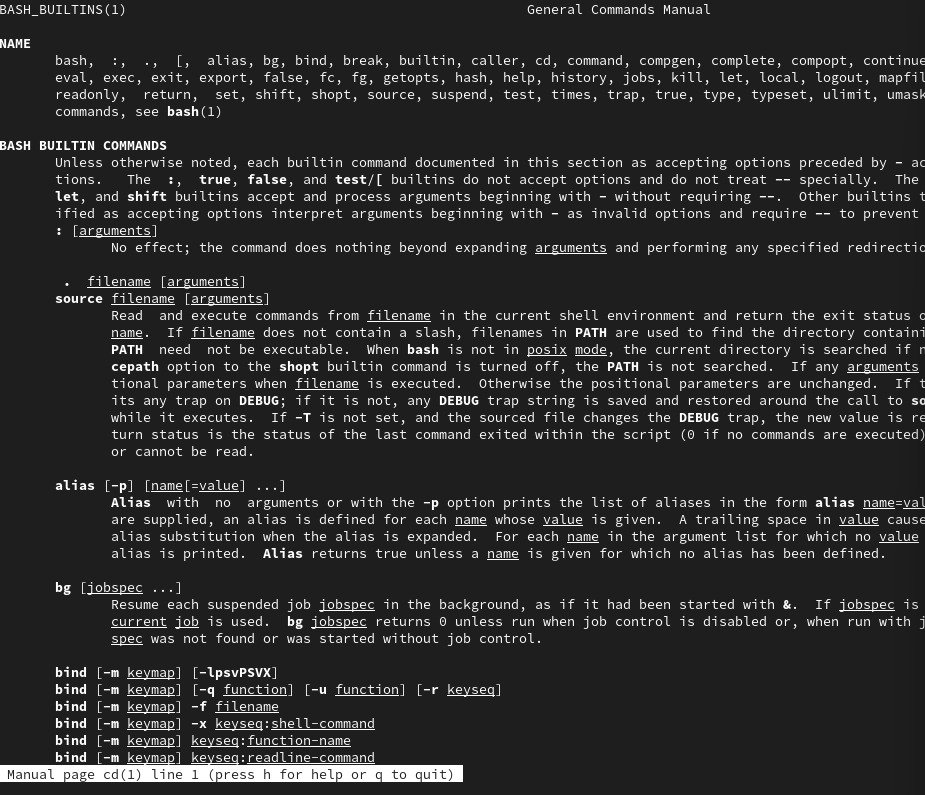 BASH_BUILTINS(1) General Commands Manual
NAME
bash, :, ., [, alias, bg, bind, break, builtin, caller, cd, command, compgen, complete, compopt, continue
eval, exec, exit, export, false, fc, fg, getopts, hash, help, history, jobs, kill, let, local, logout, mapfil
readonly, return, set, shift, shopt, source, suspend, test, times, trap, true, type, typeset, ulimit, umask
commands, see bash(1)
BASH BUILTIN COMMANDS
Unless otherwise noted, each builtin command documented in this section as accepting options preceded by − ac
tions. The :, true, false, and test/[ builtins do not accept options and do not treat −− specially. The
let, and shift builtins accept and process arguments beginning with − without requiring −−. Other builtins t
ified as accepting options interpret arguments beginning with − as invalid options and require −− to prevent
: [arguments]
No effect; the command does nothing beyond expanding arguments and performing any specified redirectio
. filename [arguments]
source filename [arguments]
Read and execute commands from filename in the current shell environment and return the exit status o
name. If filename does not contain a slash, filenames in PATH are used to find the directory containi
PATH need not be executable. When bash is not in posix mode, the current directory is searched if n
cepath option to the shopt builtin command is turned off, the PATH is not searched. If any arguments
tional parameters when filename is executed. Otherwise the positional parameters are unchanged. If t
its any trap on DEBUG; if it is not, any DEBUG trap string is saved and restored around the call to so
while it executes. If −T is not set, and the sourced file changes the DEBUG trap, the new value is re
turn status is the status of the last command exited within the script (0 if no commands are executed)
or cannot be read.
alias [−p] [name[=value] ...]
Alias with no arguments or with the −p option prints the list of aliases in the form alias name=val
are supplied, an alias is defined for each name whose value is given. A trailing space in value cause
alias substitution when the alias is expanded. For each name in the argument list for which no value
alias is printed. Alias returns true unless a name is given for which no alias has been defined.
bg [jobspec ...]
Resume each suspended job jobspec in the background, as if it had been started with &. If jobspec is
current job is used. bg jobspec returns 0 unless run when job control is disabled or, when run with j
spec was not found or was started without job control.
bind [−m keymap] [−lpsvPSVX]
bind [−m keymap] [−q function] [−u function] [−r keyseq]
bind [−m keymap] −f filename
bind [−m keymap] −x keyseq:shell−command
bind [−m keymap] keyseq:function−name
bind [−m keymap] keyseq:readline−command
Manual page cd(1) line 1 (press h for help or q to quit)